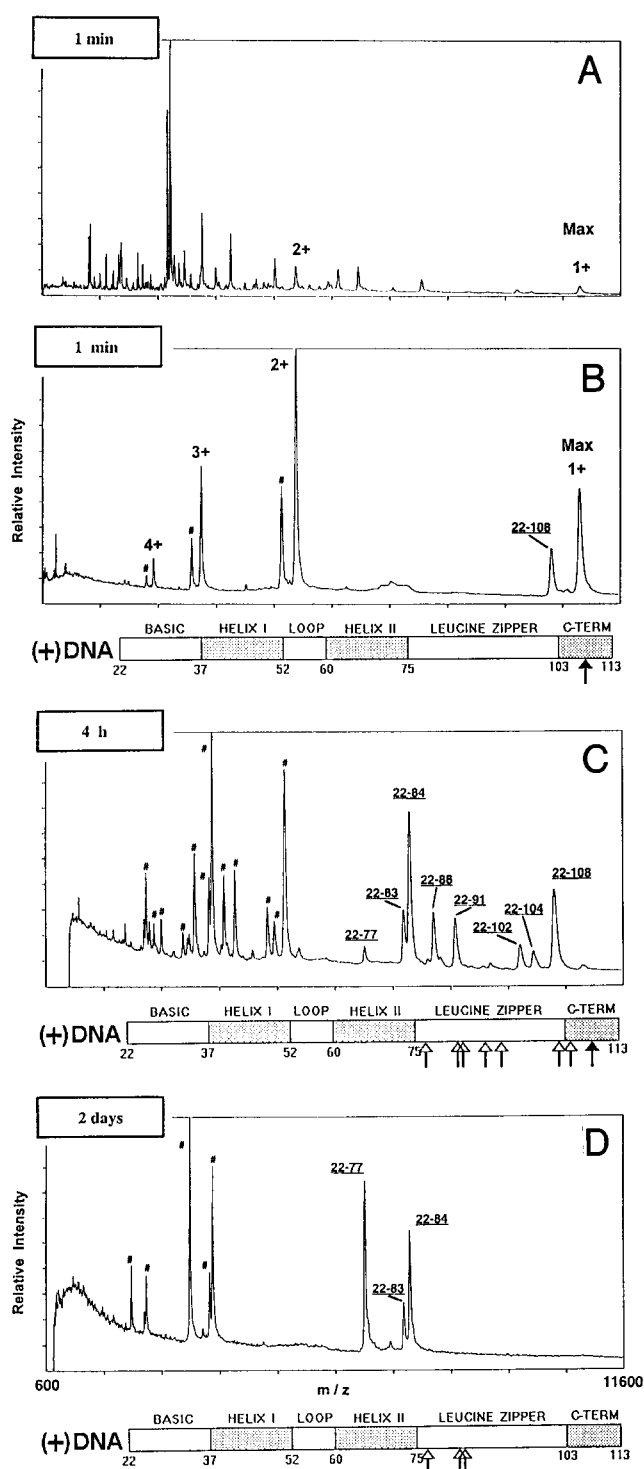 1 min
A
2+
Max
1+
1 min
B
2+
Max
3+
1+
#
22-108
#
4+
#
Relative Intensity
BASIC HELIX I LOOP HELIX II LEUCINE ZIPPER C-TERM
(+)DNA
22 37 52 60 75 103 113
4 h
C
#
#
22-84
#
#
#
#
#
22-108
22-83
22-88
22-91
#
#
#
#
22-104
22-102
22-77
#
BASIC HELIX I LOOP HELIX II LEUCINE ZIPPER C-TERM
(+)DNA
22 37 52 60 75 103 113
2 days
D
#
#
22-77
22-84
22-83
#
#
#
Relative Intensity
600 m / z 11600
BASIC HELIX I LOOP HELIX II LEUCINE ZIPPER C-TERM
(+)DNA
22 37 52 60 75 103 113